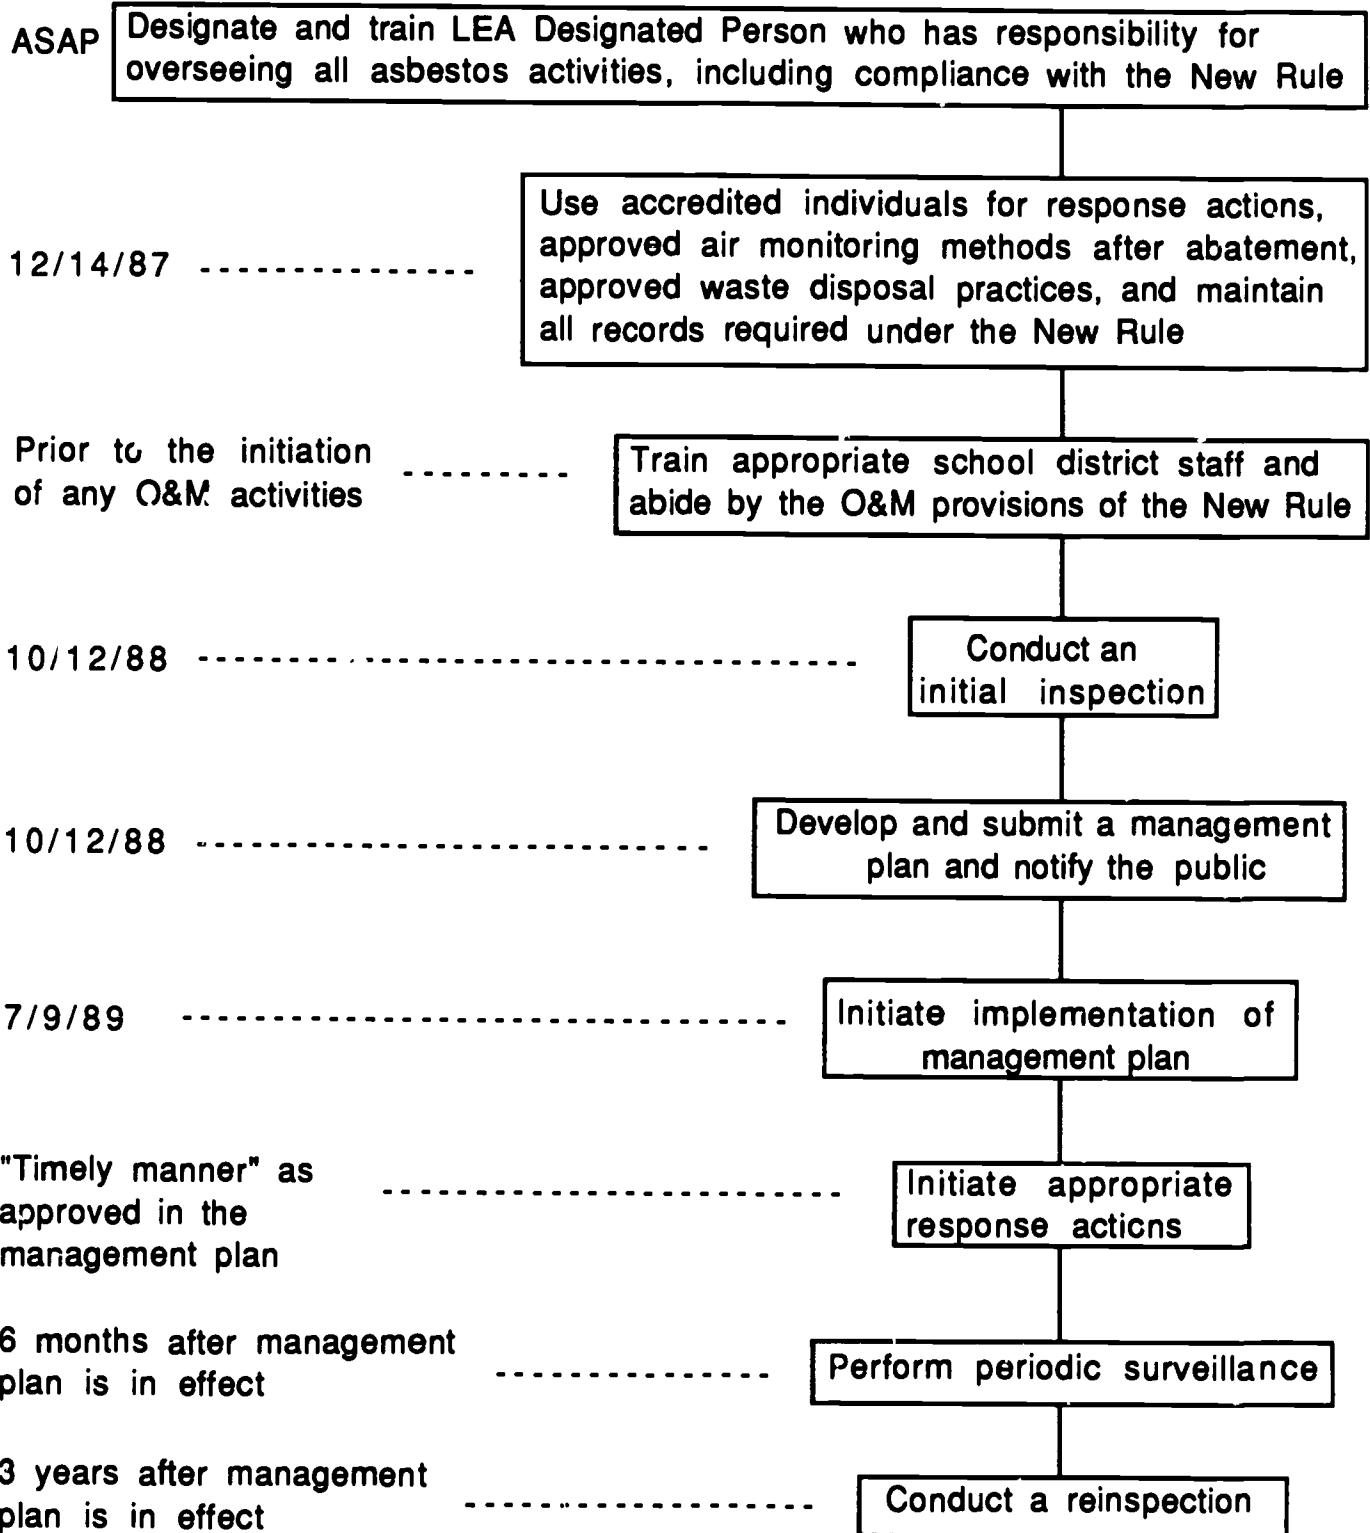 ASAP
Designate and train LEA Designated Person who has responsibility for
overseeing all asbestos activities, including compliance with the New Rule
12/14/87
Use accredited individuals for response actions,
approved air monitoring methods after abatement,
approved waste disposal practices, and maintain
all records required under the New Rule
Prior to the initiation
of any O&M activities
Train appropriate school district staff and
abide by the O&M provisions of the New Rule
10/12/88
Conduct an
initial inspection
10/12/88
Develop and submit a management
plan and notify the public
7/9/89
Initiate implementation of
management plan
"Timely manner" as
approved in the
management plan
Initiate appropriate
response actions
6 months after management
plan is in effect
Perform periodic surveillance
3 years after management
plan is in effect
Conduct a reinspection